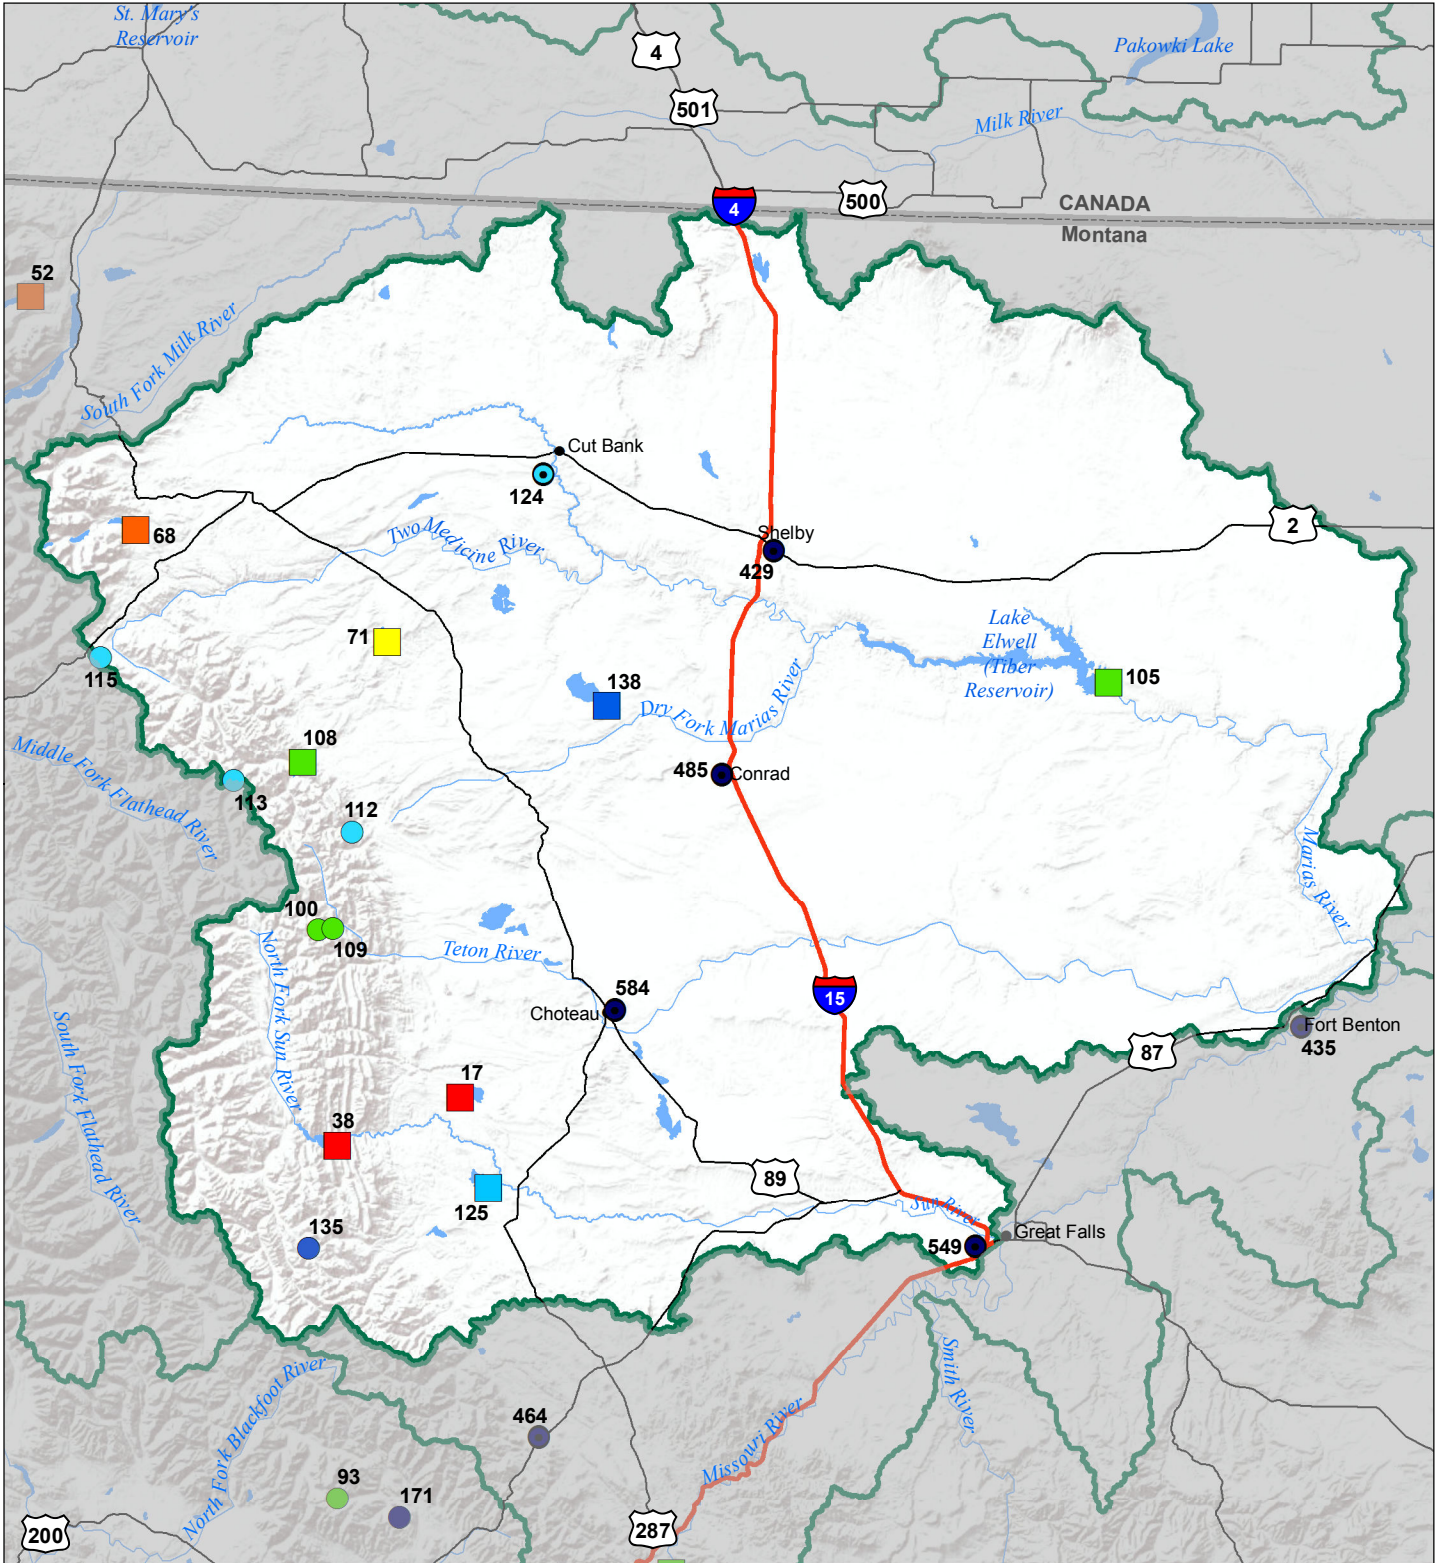 St. Mary's
Reservoir
4
Pakowki Lake
501
Milk River
4
500
CANADA
Montana
52
South Fork Milk River
Cut Bank
124
68
Two Medicine River
Shelby
429
2
Lake
Elwell
(Tiber
Reservoir)
71
115
138
105
Dry Fork Marias River
108
Middle Fork Flathead River
113
485
Conrad
112
Marias River
100
109
North Fork Sun River
Teton River
584
Choteau
15
South Fork Flathead River
Fort Benton
435
87
17
38
125
89
Sun River
135
549
Great Falls
North Fork Blackfoot River
Smith River
Missouri River
464
93
171
200
287